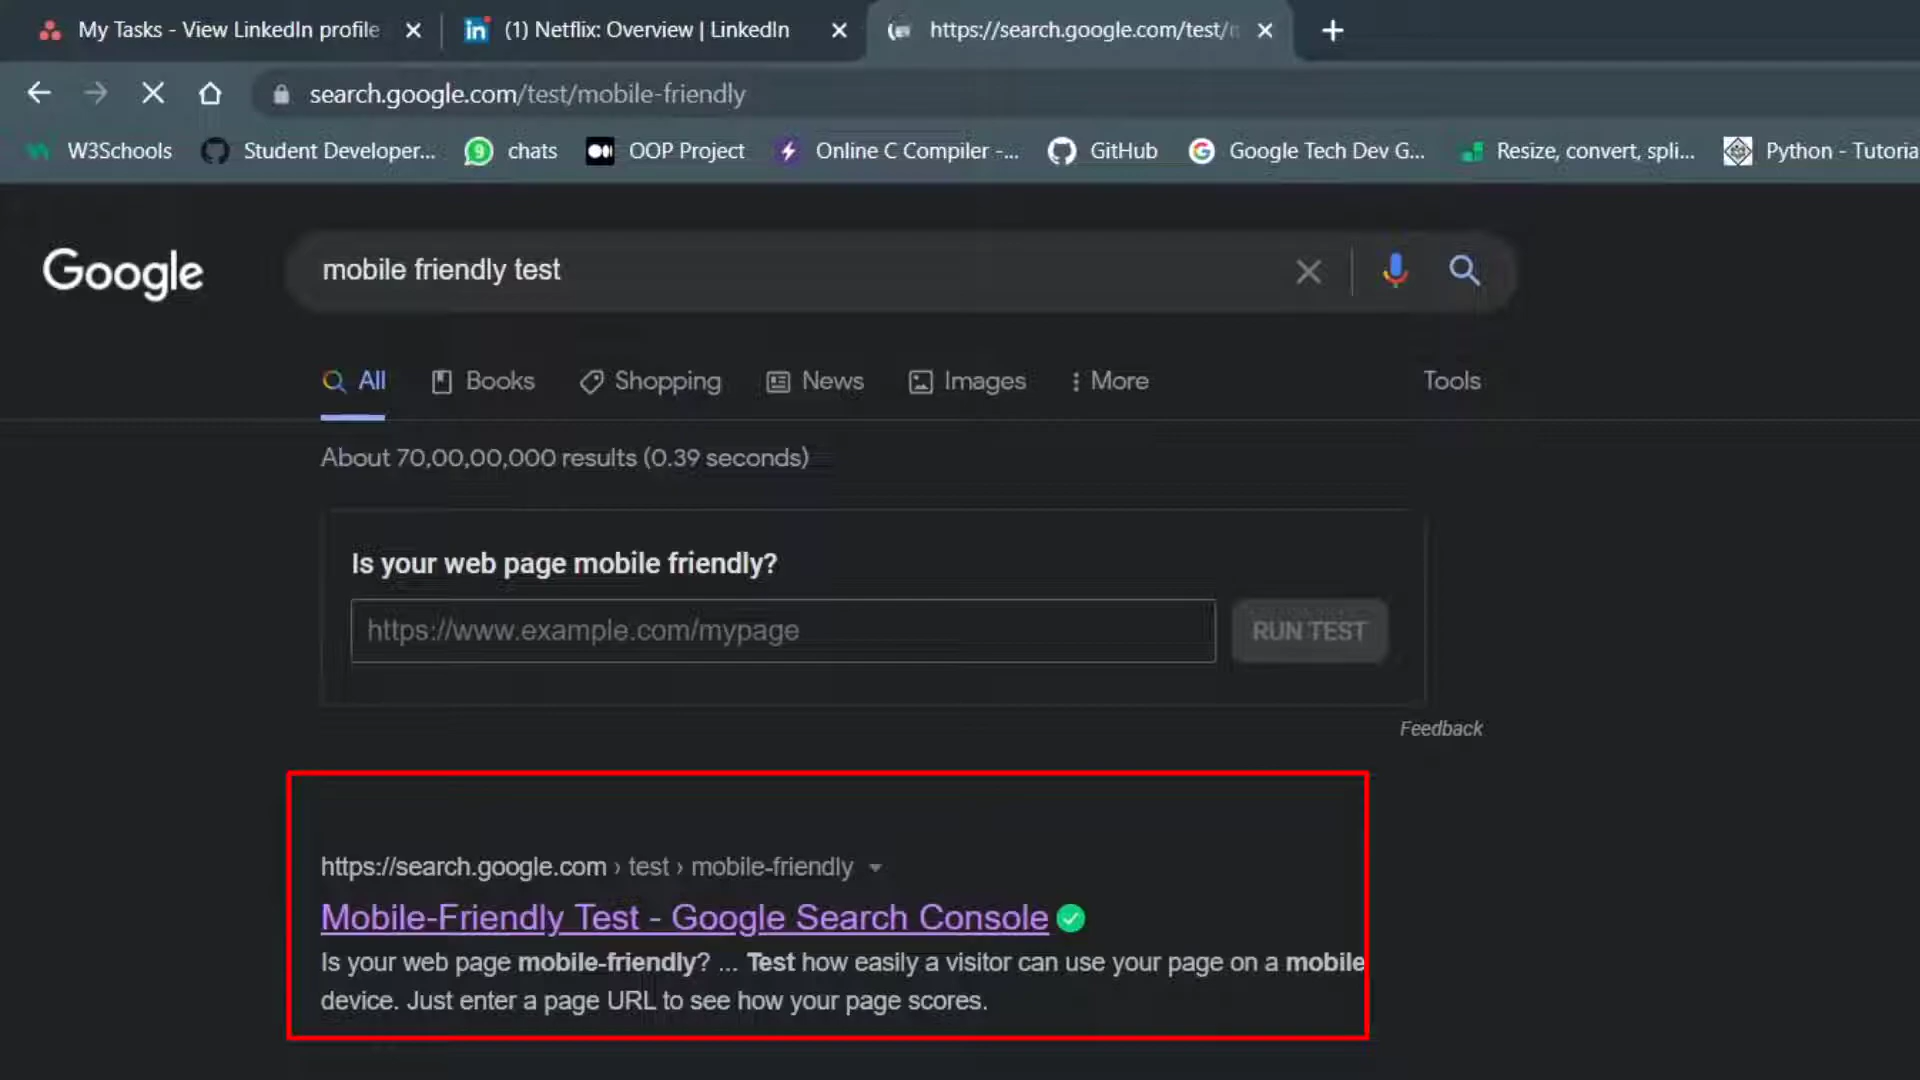 My Tasks - View LinkedIn profile
(1) Netflix: Overview | LinkedIn
https://search.google.com/test/
search.google.com/test/mobile-friendly
W3Schools
Student Developer...
9
chats
OOP Project
Online C Compiler -...
GitHub
Google Tech Dev G...
Resize, convert, spli...
Python - Tutoria
Google
mobile friendly test
All
Books
Shopping
News
Images
More
Tools
About 70,00,00,000 results (0.39 seconds)
Is your web page mobile friendly?
https://www.example.com/mypage
RUN TEST
Feedback
https://search.google.com › test › mobile-friendly
Mobile-Friendly Test - Google Search Console
Is your web page mobile-friendly? ... Test how easily a visitor can use your page on a mobile
device. Just enter a page URL to see how your page scores.